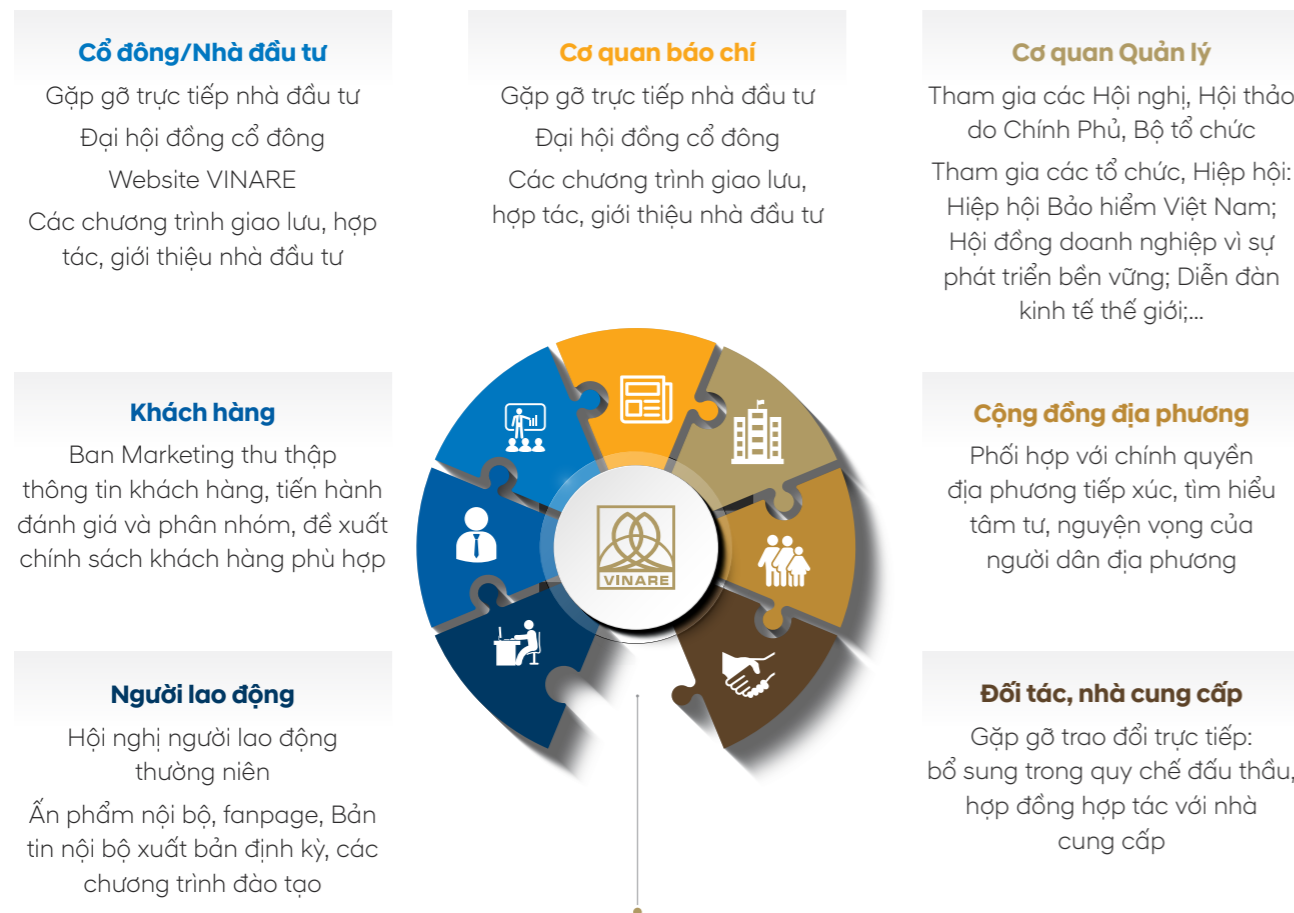 Cổ đông/Nhà đầu tư
Gặp gỡ trực tiếp nhà đầu tư
Đại hội đồng cổ đông
Website VINARE
Các chương trình giao lưu, hợp
tác, giới thiệu nhà đầu tư
Cơ quan báo chí
Gặp gỡ trực tiếp nhà đầu tư
Đại hội đồng cổ đông
Các chương trình giao lưu,
hợp tác, giới thiệu nhà đầu tư
Cơ quan Quản lý
Tham gia các Hội nghị, Hội thảo
do Chính Phủ, Bộ tổ chức
Tham gia các tổ chức, Hiệp hội:
Hiệp hội Bảo hiểm Việt Nam;
Hội đồng doanh nghiệp vì sự
phát triển bền vững; Diễn đàn
kinh tế thế giới;...
Khách hàng
Ban Marketing thu thập
thông tin khách hàng, tiến hành
đánh giá và phân nhóm, đề xuất
chính sách khách hàng phù hợp
VINARE
Cộng đồng địa phương
Phối hợp với chính quyền
địa phương tiếp xúc, tìm hiểu
tâm tư, nguyện vọng của
người dân địa phương
Người lao động
Hội nghị người lao động
thường niên
Ấn phẩm nội bộ, fanpage, Bản
tin nội bộ xuất bản định kỳ, các
chương trình đào tạo
Đối tác, nhà cung cấp
Gặp gỡ trao đổi trực tiếp:
bổ sung trong quy chế đấu thầu,
hợp đồng hợp tác với nhà
cung cấp